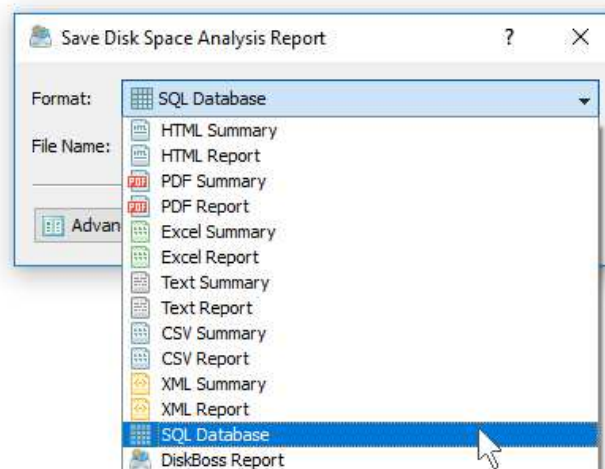 Save Disk Space Analysis Report ?
Format: SQL Database
File Name:
HTML Summary
HTML Report
PDF Summary
PDF Report
Excel Summary
Excel Report
Text Summary
Text Report
CSV Summary
CSV Report
XML Summary
XML Report
SQL Database
DiskBoss Report
Advan